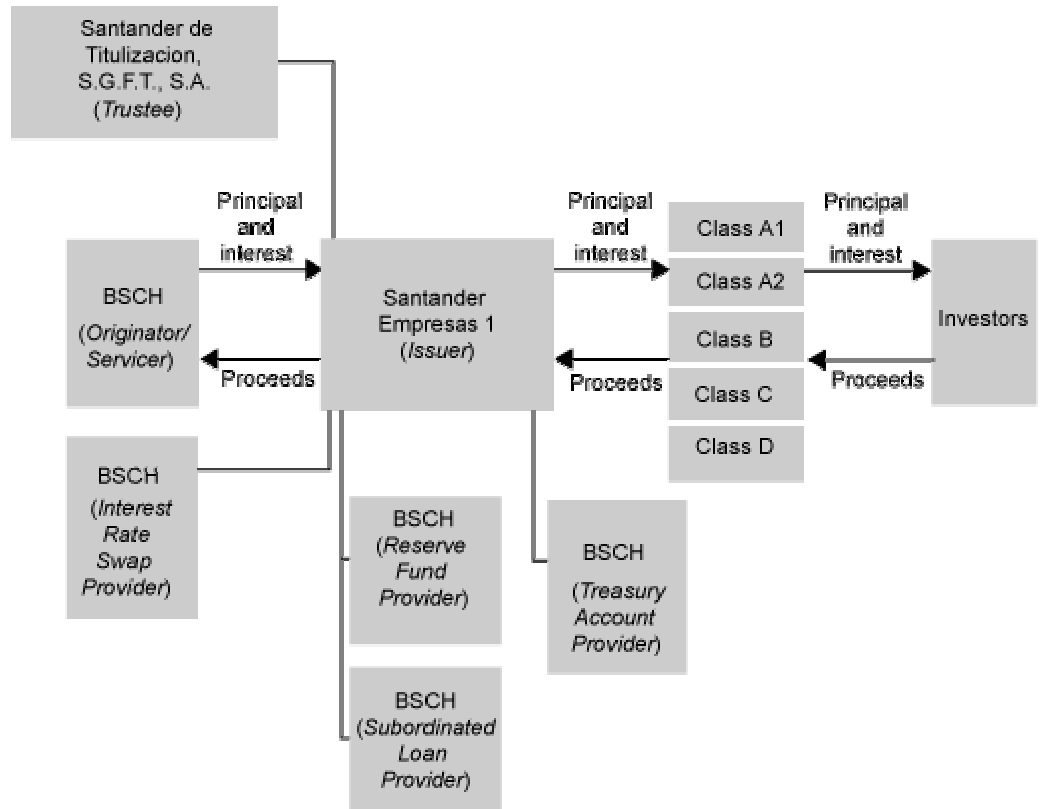 Santander de
Titulizacion,
S.G.F.T., S.A.
(Trustee)
Principal
and
interest
BSCH
(Originator/
Servicer)
Proceeds
Santander
Empresas 1
(Issuer)
Principal
and
interest
Proceeds
Class A1
Class A2
Class B
Class C
Class D
Principal
and
interest
Proceeds
Investors
BSCH
(Interest
Rate
Swap
Provider)
BSCH
(Reserve
Fund
Provider)
BSCH
(Treasury
Account
Provider)
BSCH
(Subordinated
Loan
Provider)